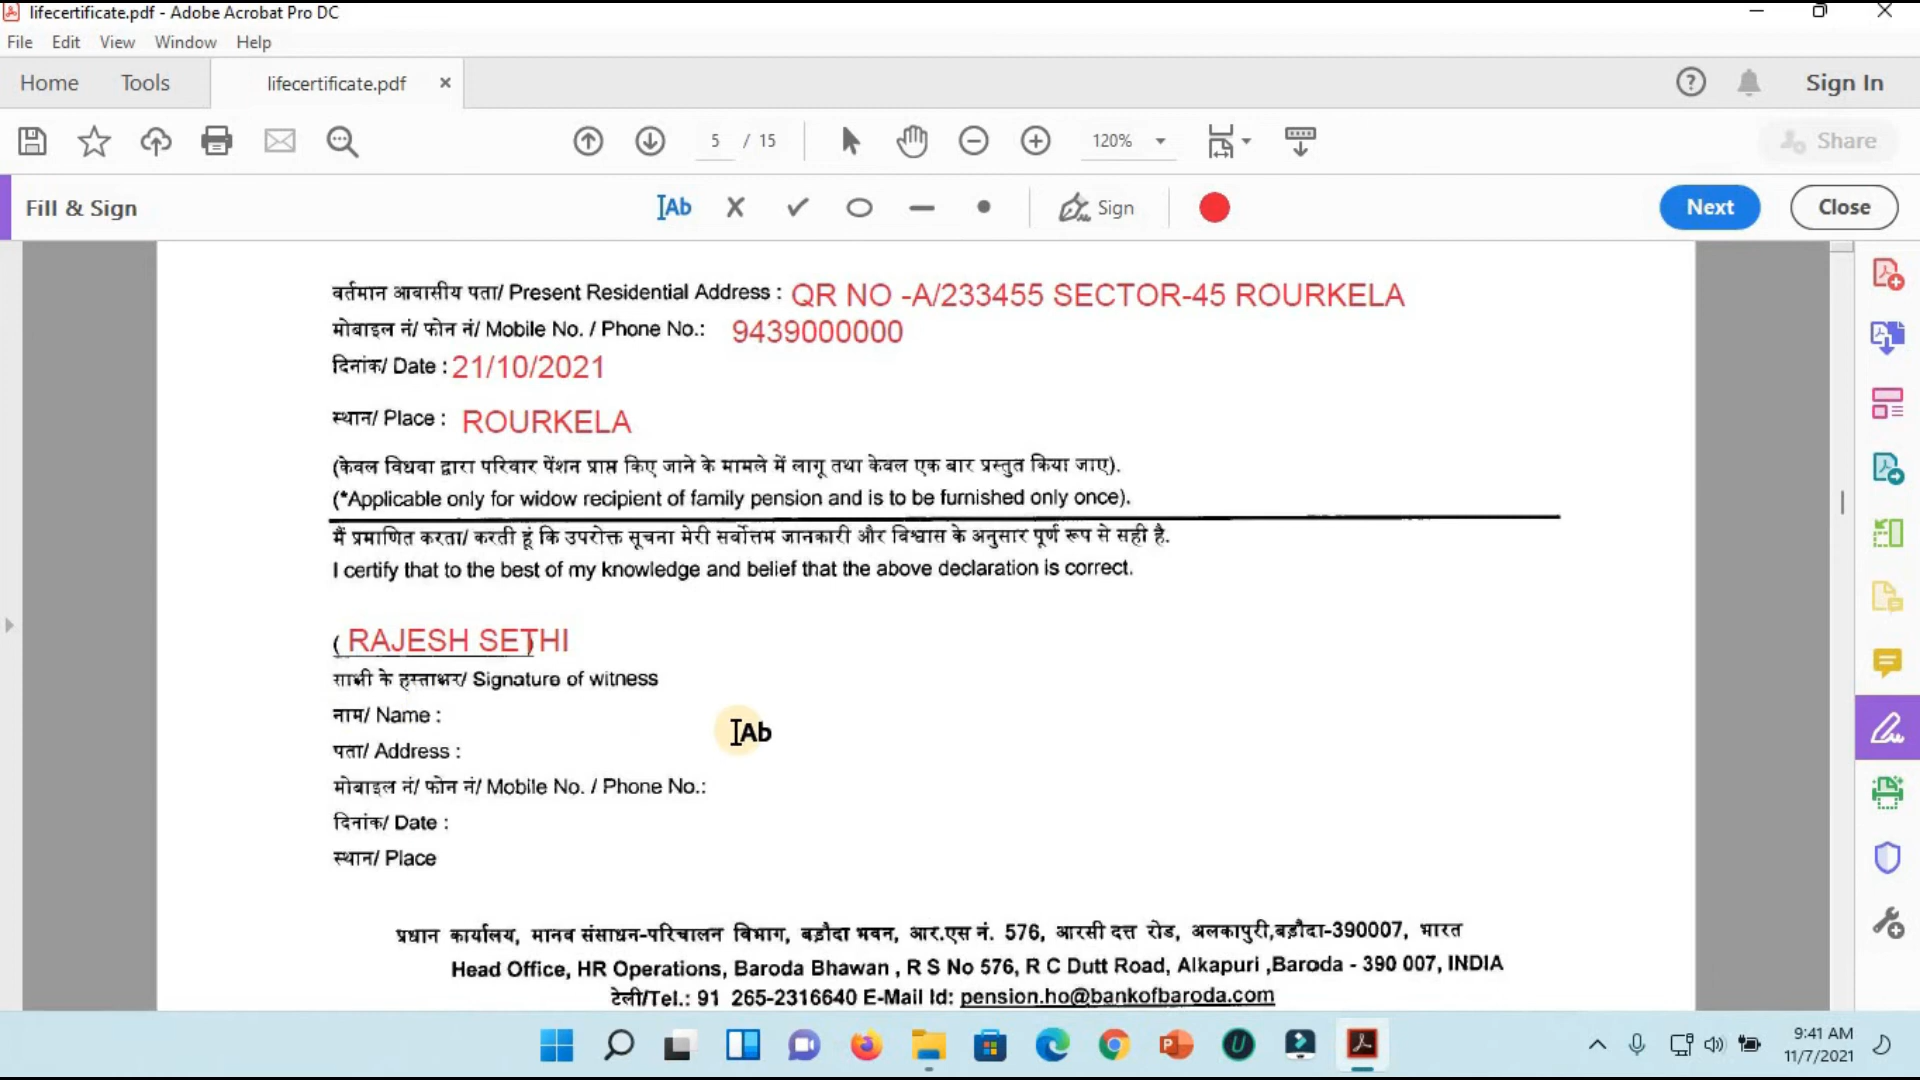 lifecertificate.pdf - Adobe Acrobat Pro DC
File Edit View Window Help
Home Tools lifecertificate.pdf × Sign In
5 / 15 120% Share
Fill & Sign IAb Sign Next Close
वर्तमान आवासीय पता/ Present Residential Address : QR NO -A/233455 SECTOR-45 ROURKELA
मोबाइल नं/ फोन नं/ Mobile No. / Phone No.: 9439000000
दिनांक/ Date : 21/10/2021
स्थान/ Place : ROURKELA
(केवल विधवा द्वारा परिवार पेंशन प्राप्त किए जाने के मामले में लागू तथा केवल एक बार प्रस्तुत किया जाए).
(*Applicable only for widow recipient of family pension and is to be furnished only once).
मैं प्रमाणित करता/ करती हूं कि उपरोक्त सूचना मेरी सर्वोत्तम जानकारी और विश्वास के अनुसार पूर्ण रूप से सही है.
I certify that to the best of my knowledge and belief that the above declaration is correct.
( RAJESH SETHI )
साक्षी के हस्ताक्षर/ Signature of witness
नाम/ Name :
IAb
पता/ Address :
मोबाइल नं/ फोन नं/ Mobile No. / Phone No.:
दिनांक/ Date :
स्थान/ Place
प्रधान कार्यालय, मानव संसाधन-परिचालन विभाग, बड़ौदा भवन, आर.एस नं. 576, आरसी दत्त रोड, अलकापुरी,बड़ौदा-390007, भारत
Head Office, HR Operations, Baroda Bhawan , R S No 576, R C Dutt Road, Alkapuri ,Baroda - 390 007, INDIA
टेली/Tel.: 91 265-2316640 E-Mail Id: pension.ho@bankofbaroda.com
9:41 AM
11/7/2021